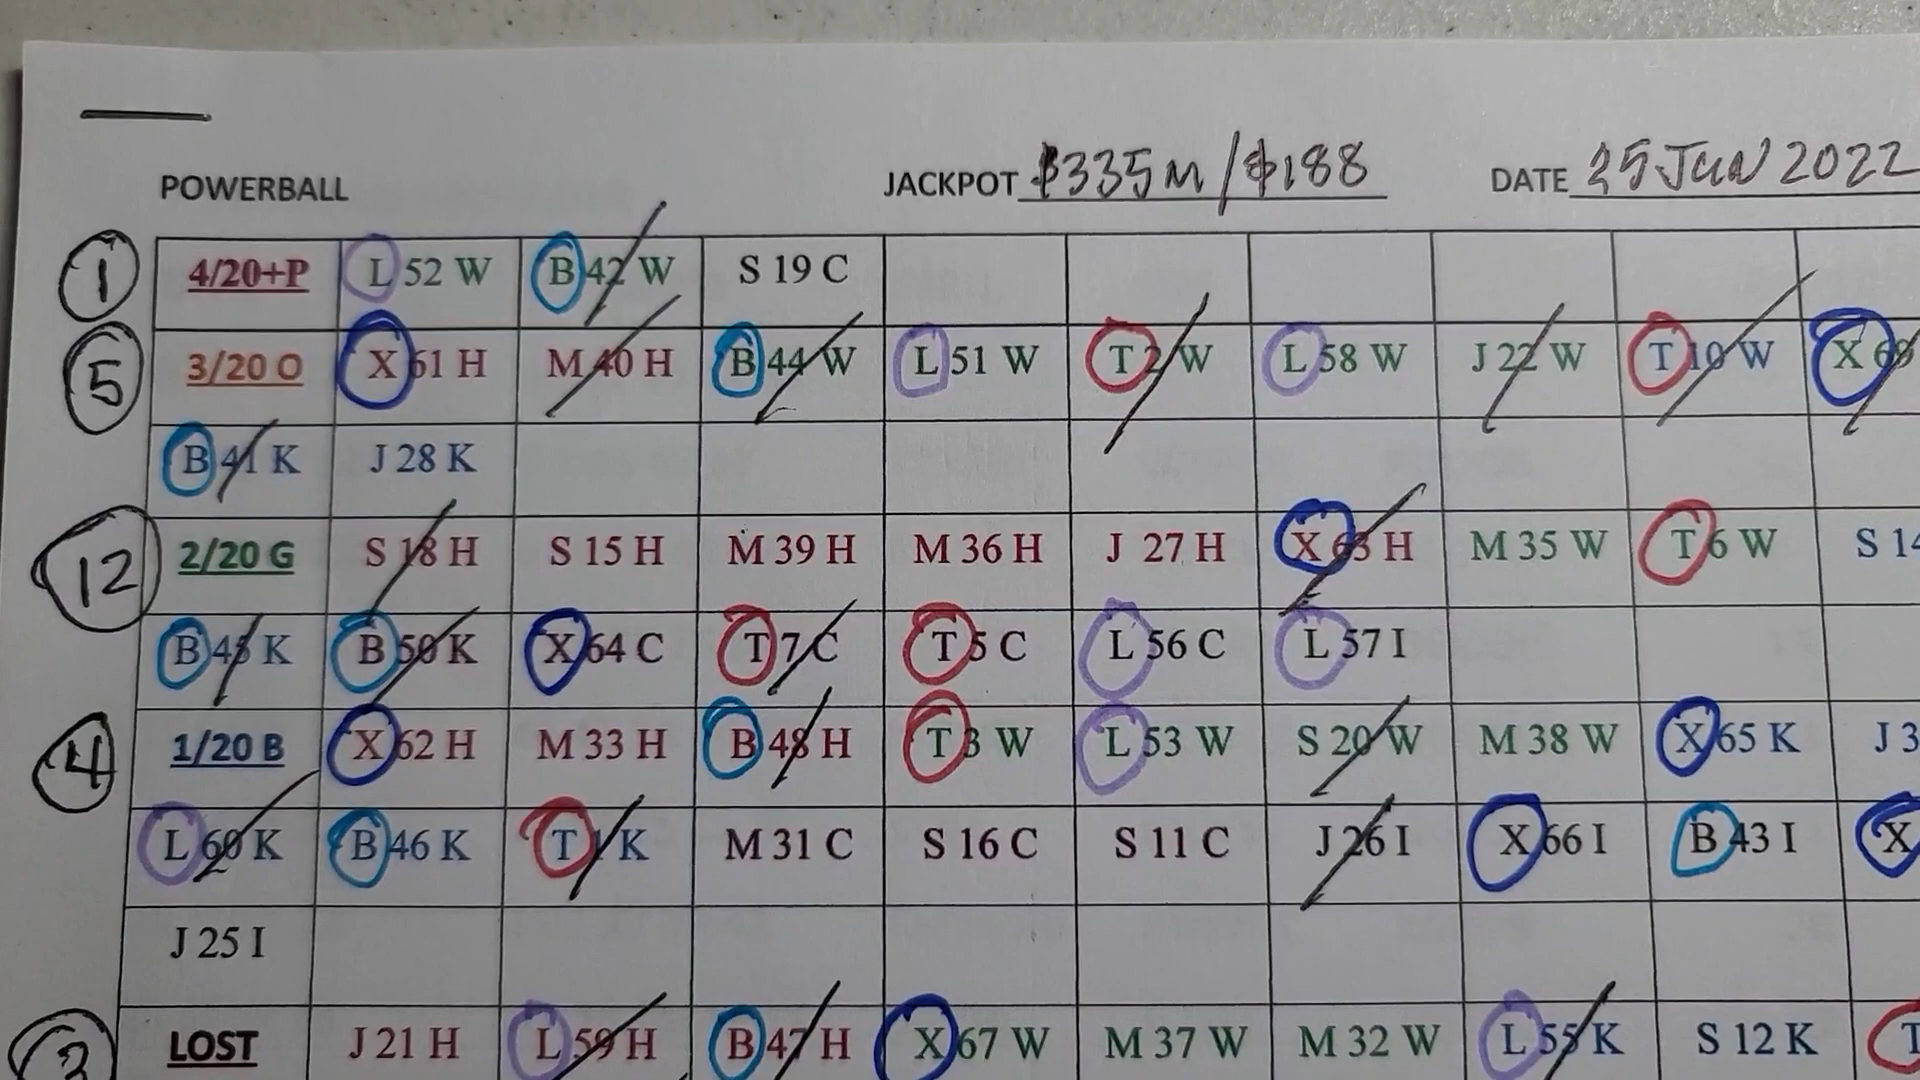 POWERBALL JACKPOT $335M/$188 DATE 25 JUN 2022
1 4/20+P L 52 W B 42 W S 19 C
5 3/20 O X 61 H M 40 H B 44 W L 51 W T 2 W L 58 W J 22 W T 10 W X 69
B 41 K J 28 K
12 2/20 G S 18 H S 15 H M 39 H M 36 H J 27 H X 63 H M 35 W T 6 W S 14
B 45 K B 50 K X 64 C T 7 C T 5 C L 56 C L 57 I
4 1/20 B X 62 H M 33 H B 48 H T 3 W L 53 W S 20 W M 38 W X 65 K J 3
L 60 K B 46 K T 1 K M 31 C S 16 C S 11 C J 26 I X 66 I B 43 I X
J 25 I
LOST J 21 H L 59 H B 47 H X 67 W M 37 W M 32 W L 55 K S 12 K T